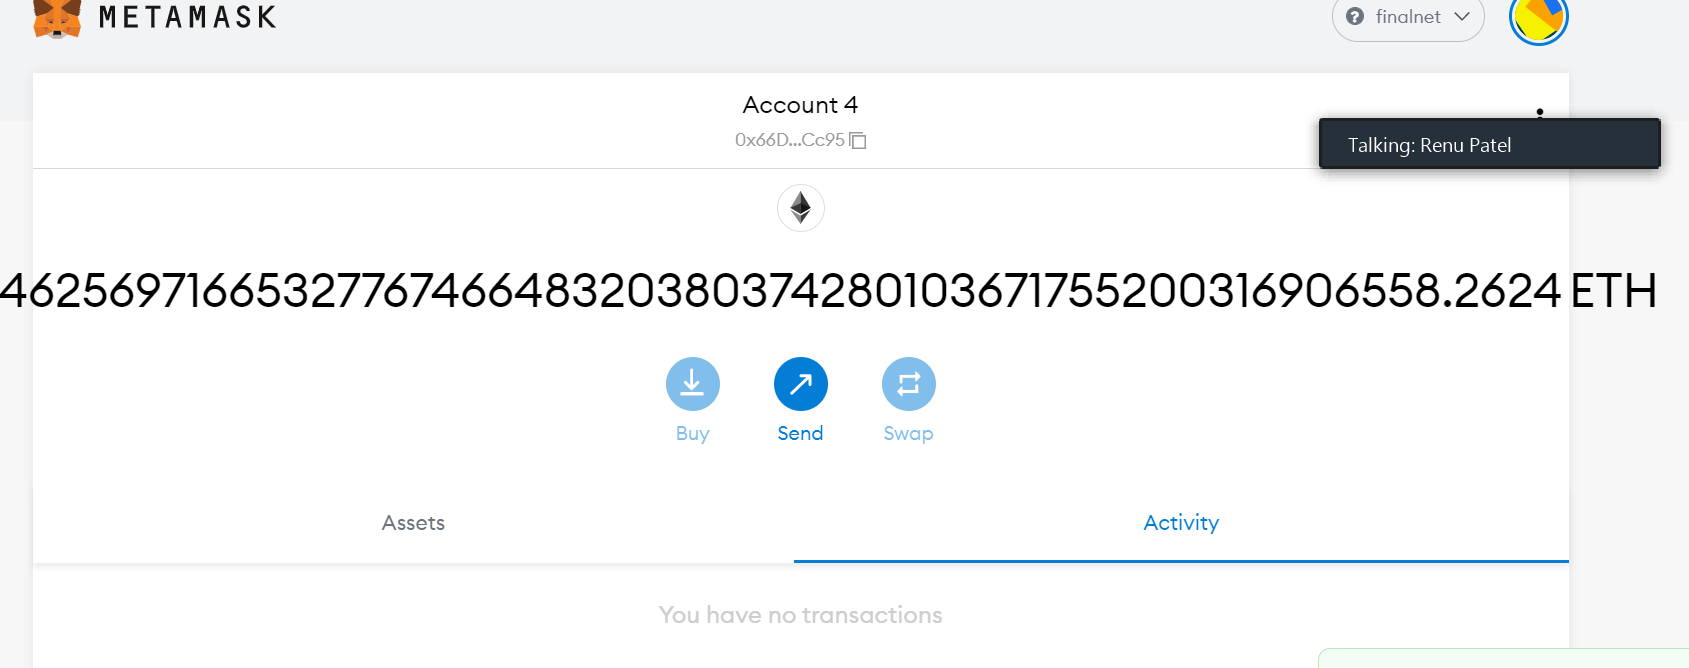 METAMASK
finalnet
Account 4
0x66D...Cc95
Talking: Renu Patel
4625697166532776746648320380374280103671755200316906558.2624 ETH
Buy
Send
Swap
Assets
Activity
You have no transactions